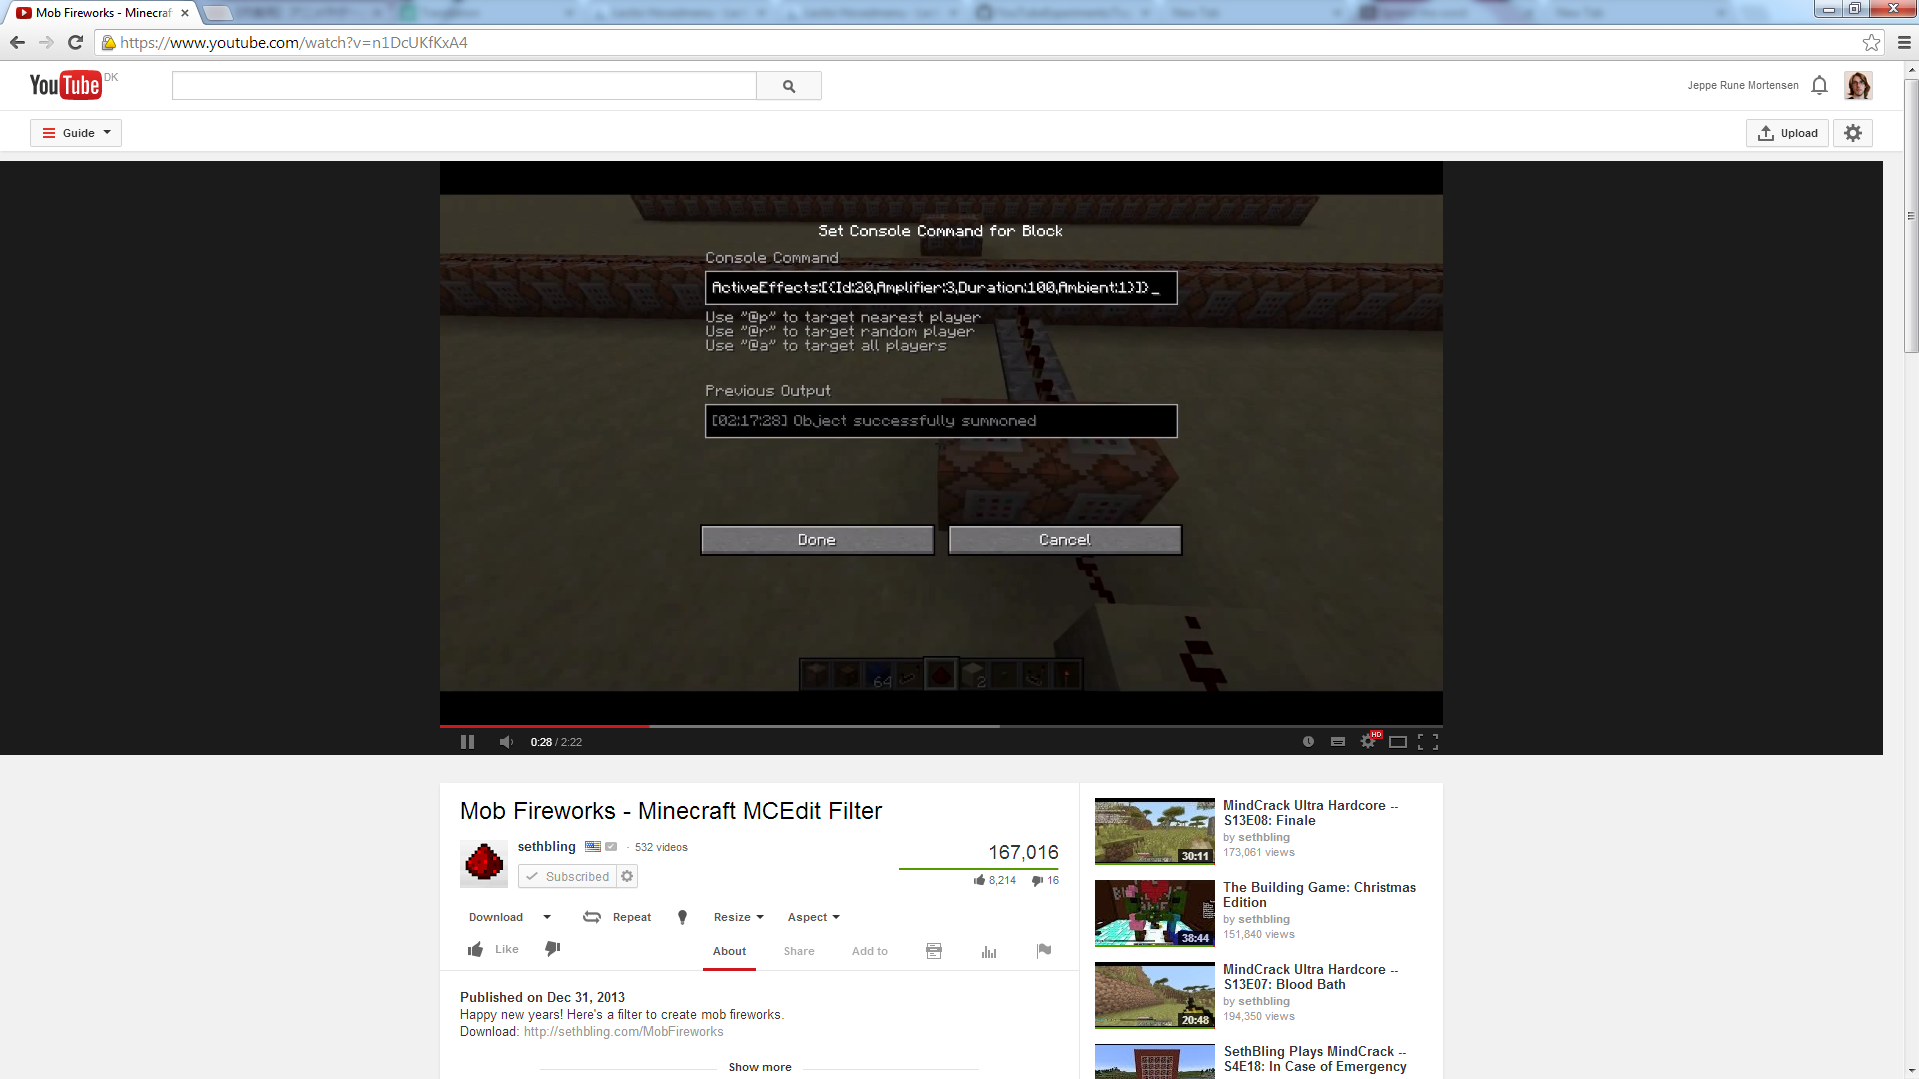 Mob Fireworks - Minecraf
https://www.youtube.com/watch?v=n1DcUKfKxA4
YouTube DK
Jeppe Rune Mortensen
Guide
Upload
Set Console Command for Block
Console Command
ActiveEffects:[{Id:20,Amplifier:3,Duration:100,Ambient:1}]}_
Use "@p" to target nearest player
Use "@r" to target random player
Use "@a" to target all players
Previous Output
[02:17:28] Object successfully summoned
Done
Cancel
64
2
0:28 / 2:22
HD
Mob Fireworks - Minecraft MCEdit Filter
sethbling · 532 videos
Subscribed
167,016
8,214 16
Download Repeat Resize Aspect
Like
About Share Add to
Published on Dec 31, 2013
Happy new years! Here's a filter to create mob fireworks.
Download: http://sethbling.com/MobFireworks
Show more
MindCrack Ultra Hardcore --
S13E08: Finale
by sethbling
173,061 views
30:11
The Building Game: Christmas
Edition
by sethbling
151,840 views
38:44
MindCrack Ultra Hardcore --
S13E07: Blood Bath
by sethbling
194,350 views
20:48
SethBling Plays MindCrack --
S4E18: In Case of Emergency